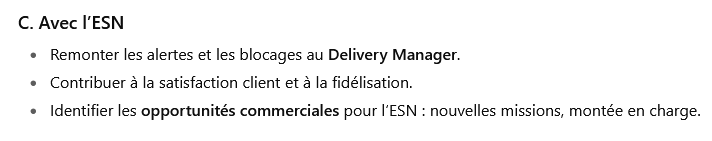 C. Avec l’ESN
• Remonter les alertes et les blocages au Delivery Manager.
• Contribuer à la satisfaction client et à la fidélisation.
• Identifier les opportunités commerciales pour l’ESN : nouvelles missions, montée en charge.